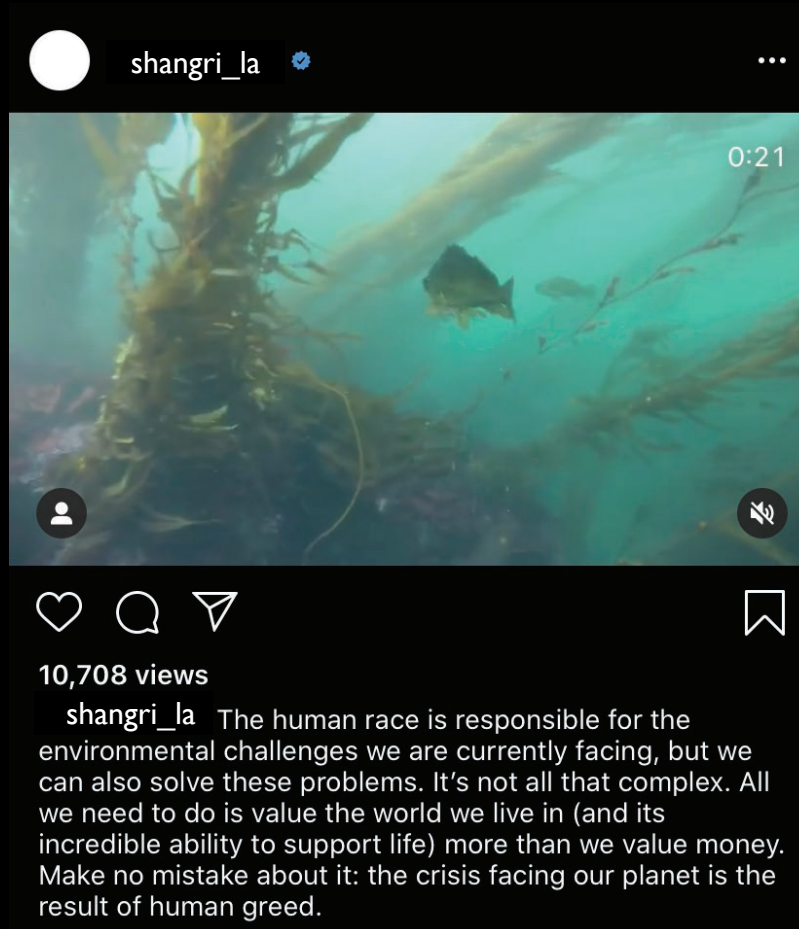 shangri_la
0:21
10,708 views
shangri_la The human race is responsible for the
environmental challenges we are currently facing, but we
can also solve these problems. It’s not all that complex. All
we need to do is value the world we live in (and its
incredible ability to support life) more than we value money.
Make no mistake about it: the crisis facing our planet is the
result of human greed.